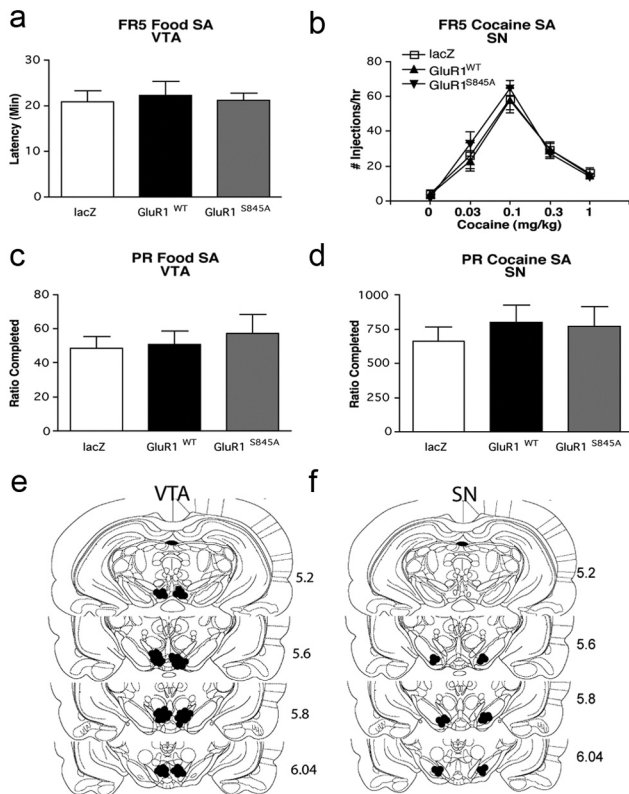 a
FR5 Food SA
VTA
Latency (Min)
30
20
10
0
lacZ GluR1 WT GluR1 S845A
b
FR5 Cocaine SA
SN
lacZ
GluR1WT
GluR1S845A
# Injections/hr
80
60
40
20
0
0 0.03 0.1 0.3 1
Cocaine (mg/kg)
c
PR Food SA
VTA
Ratio Completed
80
60
40
20
0
lacZ GluR1 WT GluR1 S845A
d
PR Cocaine SA
SN
Ratio Completed
1000
750
500
250
0
lacZ GluR1 WT GluR1 S845A
e
VTA
5.2
5.6
5.8
6.04
f
SN
5.2
5.6
5.8
6.04